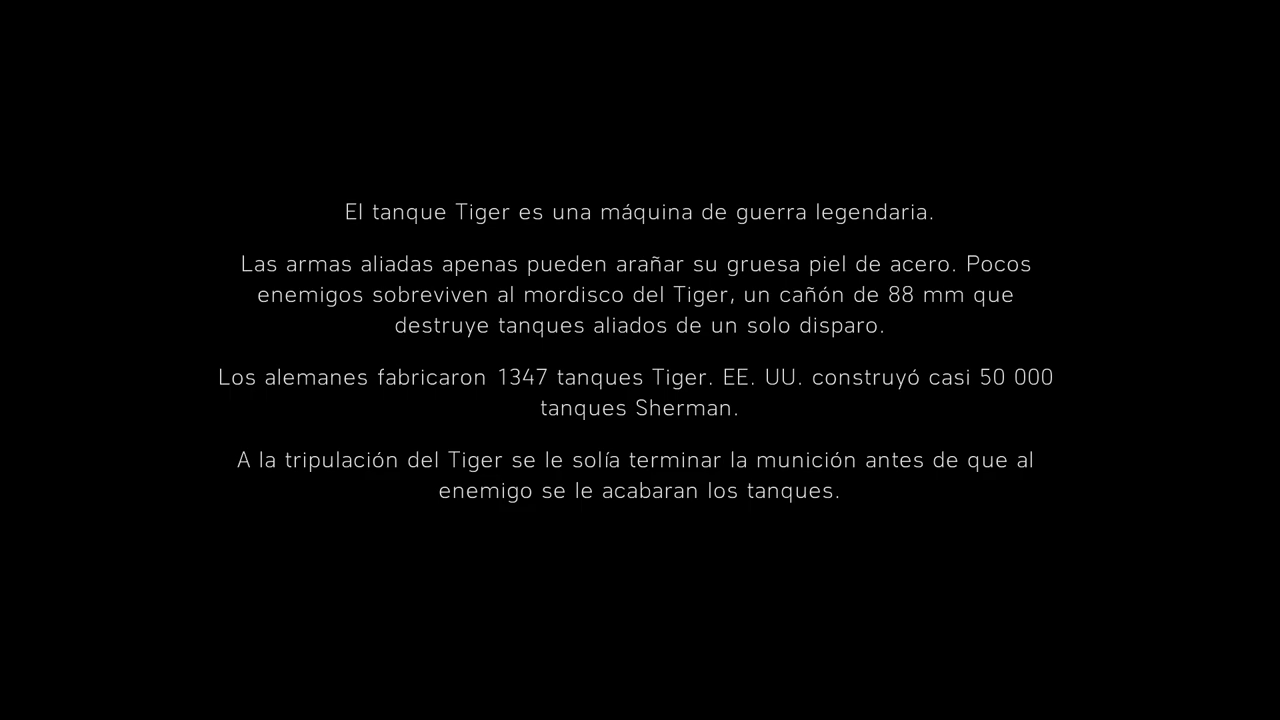 El tanque Tiger es una máquina de guerra legendaria.
Las armas aliadas apenas pueden arañar su gruesa piel de acero. Pocos
enemigos sobreviven al mordisco del Tiger, un cañón de 88 mm que
destruye tanques aliados de un solo disparo.
Los alemanes fabricaron 1347 tanques Tiger. EE. UU. construyó casi 50 000
tanques Sherman.
A la tripulación del Tiger se le solía terminar la munición antes de que al
enemigo se le acabaran los tanques.